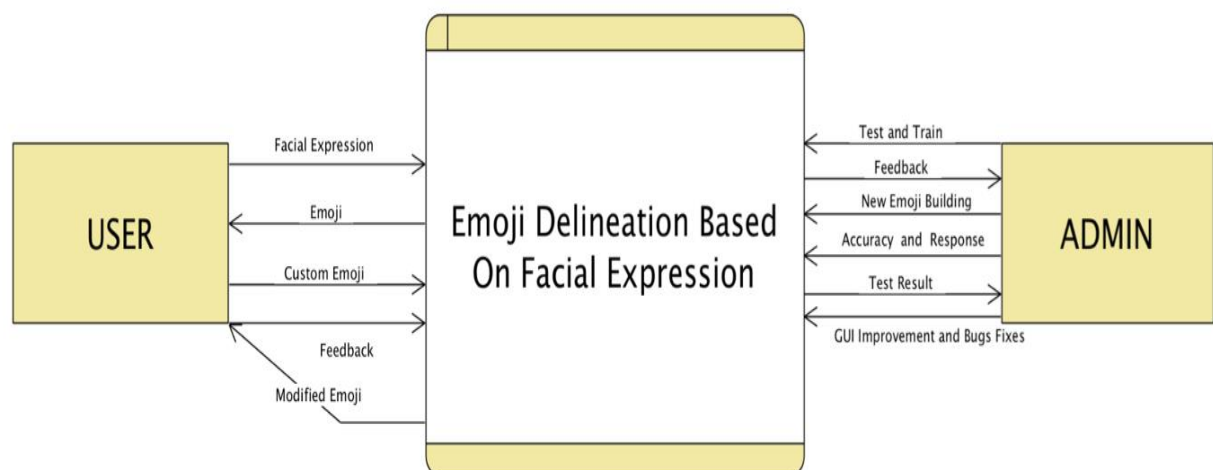 USER
Facial Expression
Emoji
Custom Emoji
Feedback
Modified Emoji
Emoji Delineation Based
On Facial Expression
Test and Train
Feedback
New Emoji Building
Accuracy and Response
Test Result
GUI Improvement and Bugs Fixes
ADMIN